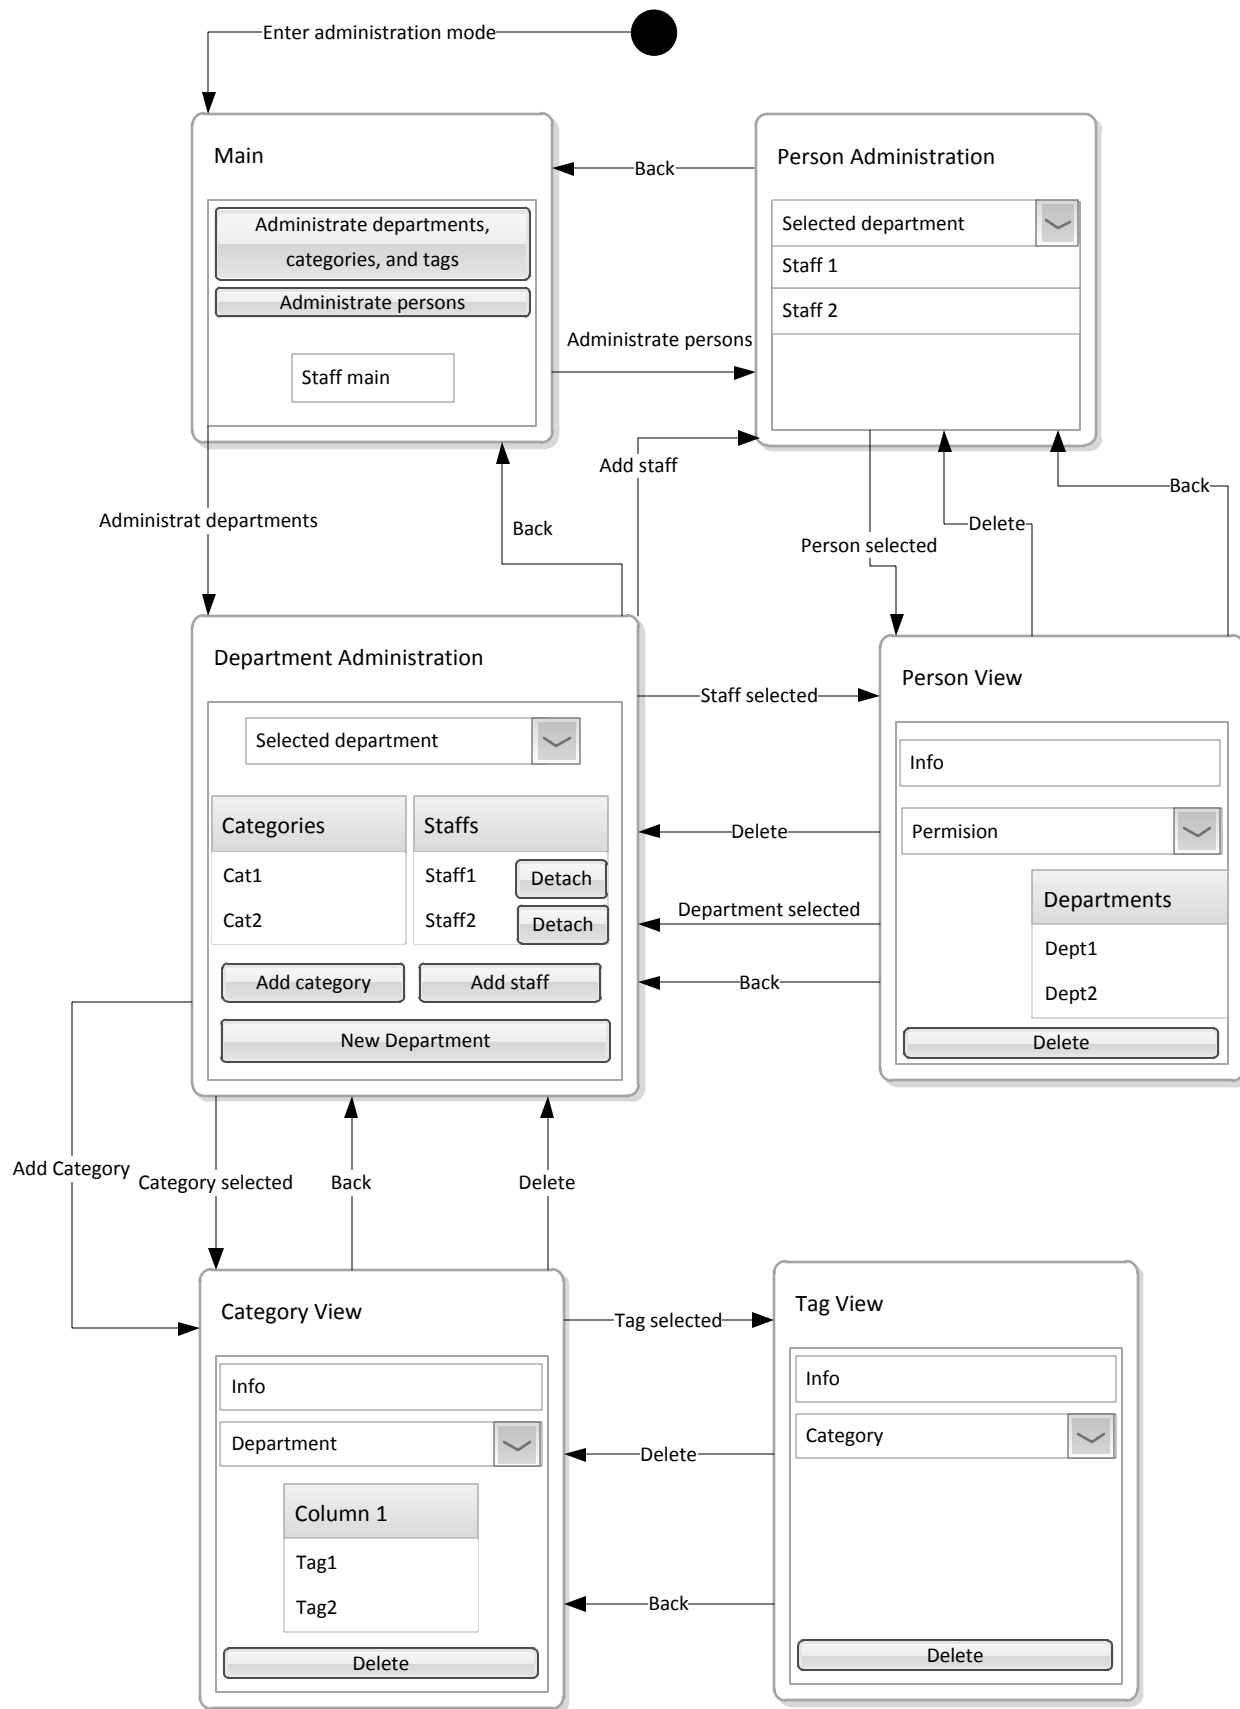 Enter administration mode
Main
Administrate departments,
categories, and tags
Administrate persons
Staff main
Back
Person Administration
Selected department
Staff 1
Staff 2
Administrate persons
Add staff
Administrat departments
Back
Person selected
Delete
Back
Department Administration
Selected department
Categories
Cat1
Cat2
Staffs
Staff1
Detach
Staff2
Detach
Add category
Add staff
New Department
Staff selected
Delete
Department selected
Back
Person View
Info
Permision
Departments
Dept1
Dept2
Delete
Add Category
Category selected
Back
Delete
Category View
Info
Department
Column 1
Tag1
Tag2
Delete
Tag selected
Delete
Back
Tag View
Info
Category
Delete